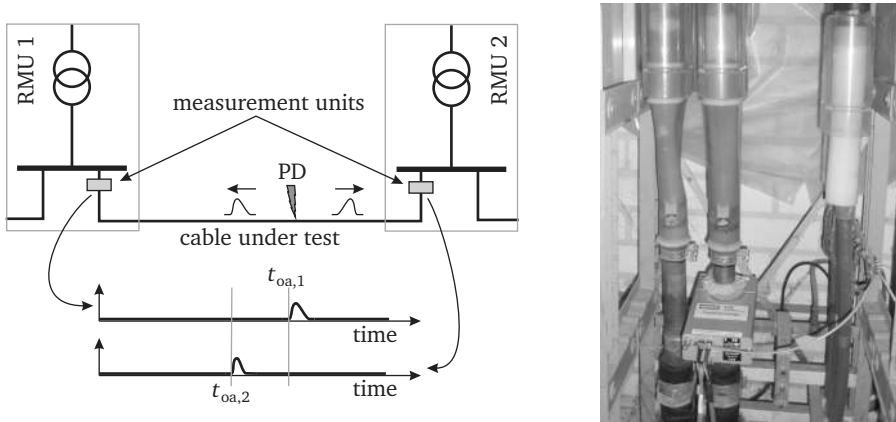 RMU 1
RMU 2
measurement units
PD
cable under test
t_oa,1
time
time
t_oa,2